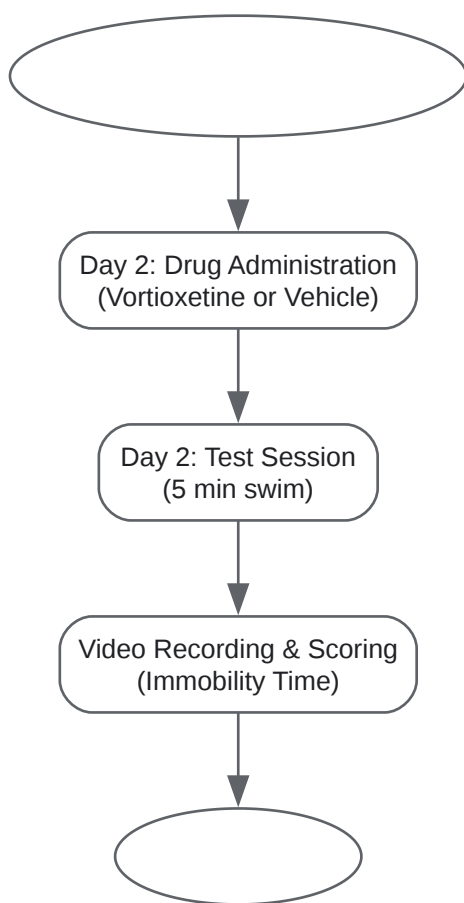 Day 2: Drug Administration
(Vortioxetine or Vehicle)
Day 2: Test Session
(5 min swim)
Video Recording & Scoring
(Immobility Time)